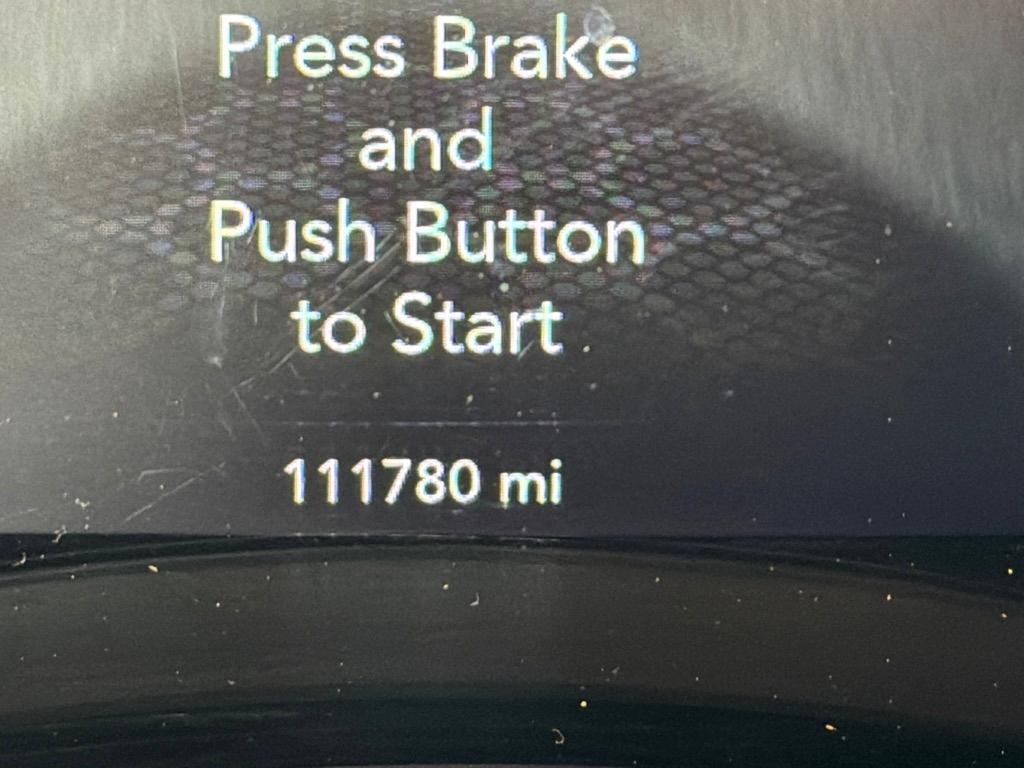 Press Brake
and
Push Button
to Start
111780 mi